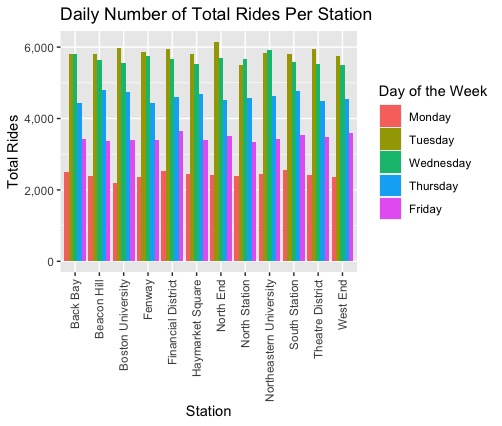 Daily Number of Total Rides Per Station
Total Rides
6,000
4,000
2,000
0
Back Bay
Beacon Hill
Boston University
Fenway
Financial District
Haymarket Square
North End
North Station
Northeastern University
South Station
Theatre District
West End
Station
Day of the Week
Monday
Tuesday
Wednesday
Thursday
Friday